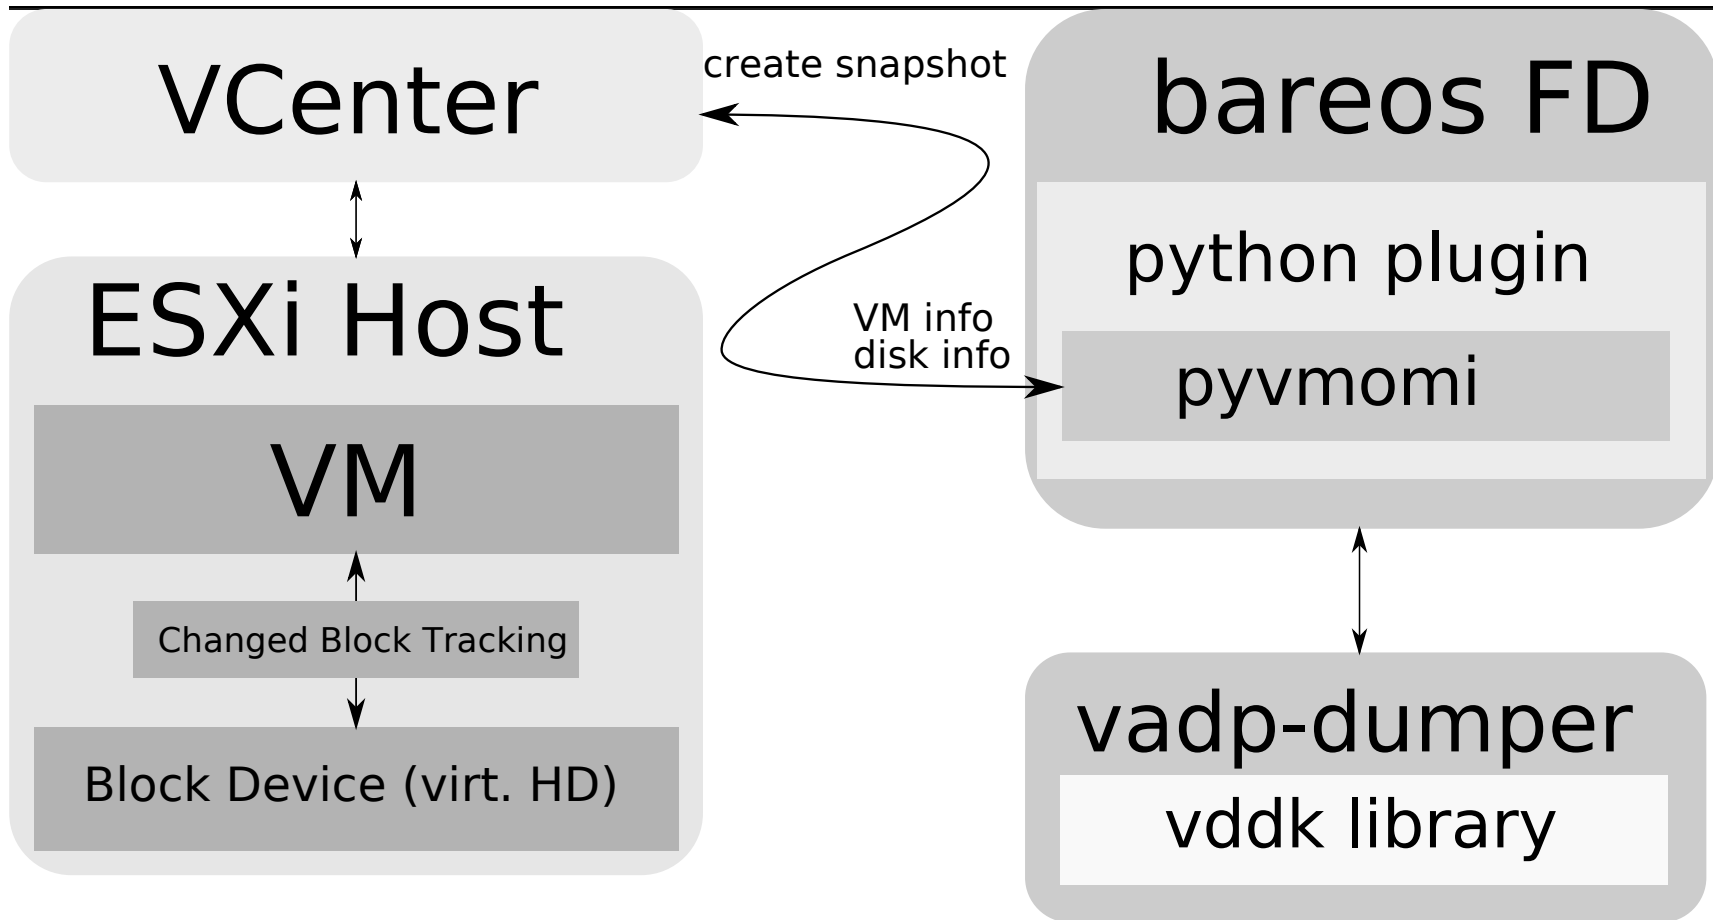 VCenter
create snapshot
bareos FD
python plugin
ESXi Host
VM info
disk info
pyvmomi
VM
Changed Block Tracking
Block Device (virt. HD)
vadp-dumper
vddk library